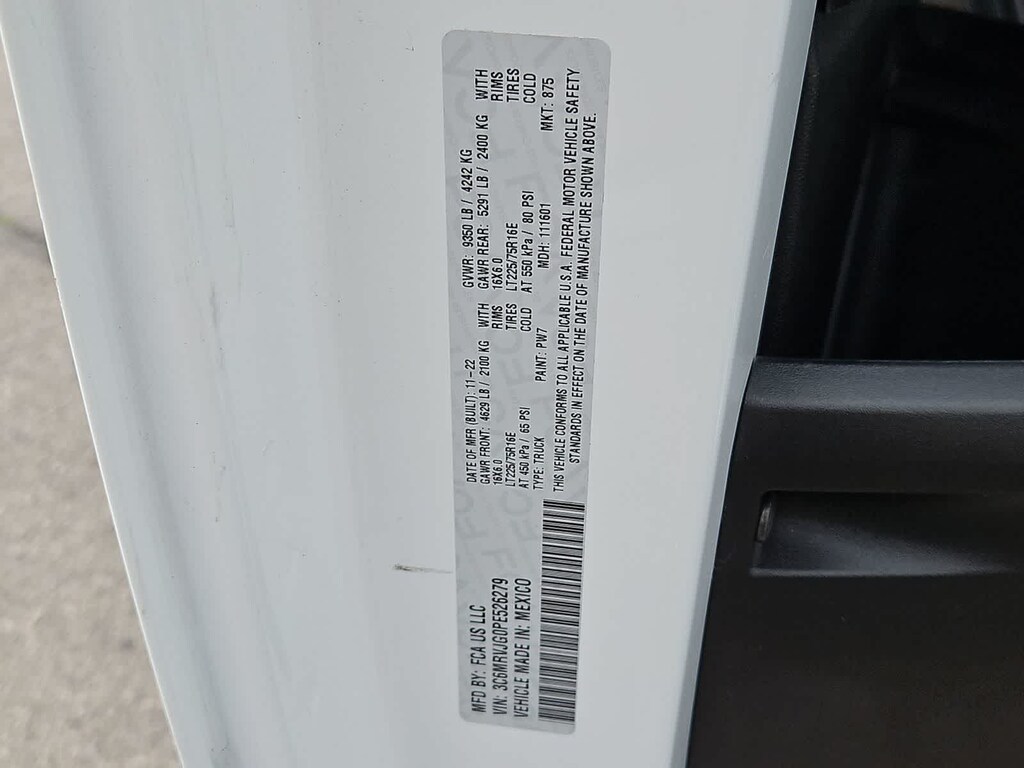 MFD BY: FCA US LLC
VIN: 3C6MRVJG0PE526279
VEHICLE MADE IN: MEXICO
DATE OF MFR (BUILT): 11-22 GVWR: 9350 LB / 4242 KG
GAWR FRONT: 4629 LB / 2100 KG WITH GAWR REAR: 5291 LB / 2400 KG WITH
16X6.0 RIMS 16X6.0 RIMS
LT225/75R16E TIRES LT225/75R16E TIRES
AT 450 kPa / 65 PSI COLD AT 550 kPa / 80 PSI COLD
TYPE: TRUCK PAINT: PW7 MDH: 111601 MKT: 875
THIS VEHICLE CONFORMS TO ALL APPLICABLE U.S.A. FEDERAL MOTOR VEHICLE SAFETY
STANDARDS IN EFFECT ON THE DATE OF MANUFACTURE SHOWN ABOVE.